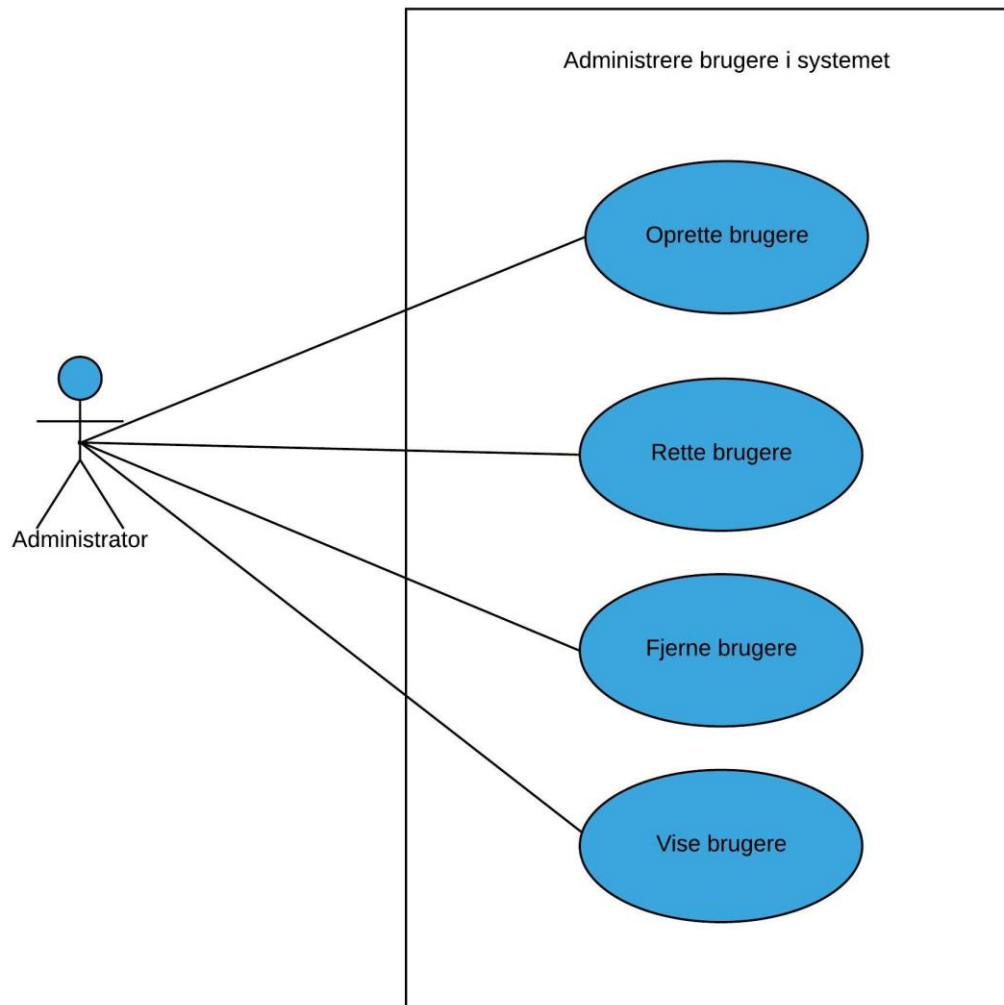 Administrere brugere i systemet
Oprette brugere
Rette brugere
Administrator
Fjerne brugere
Vise brugere